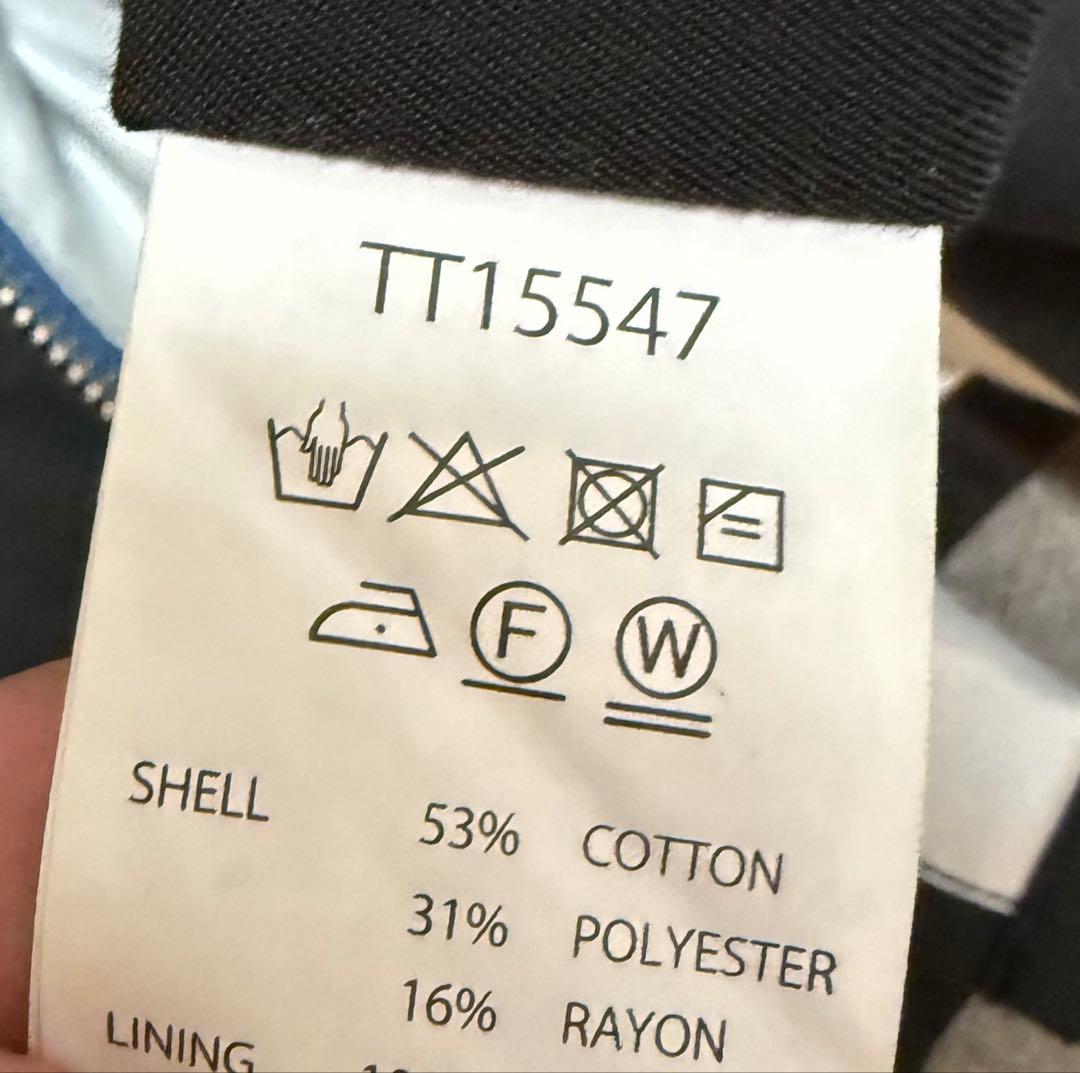 TT15547
F W
SHELL 53% COTTON
31% POLYESTER
16% RAYON
LINING